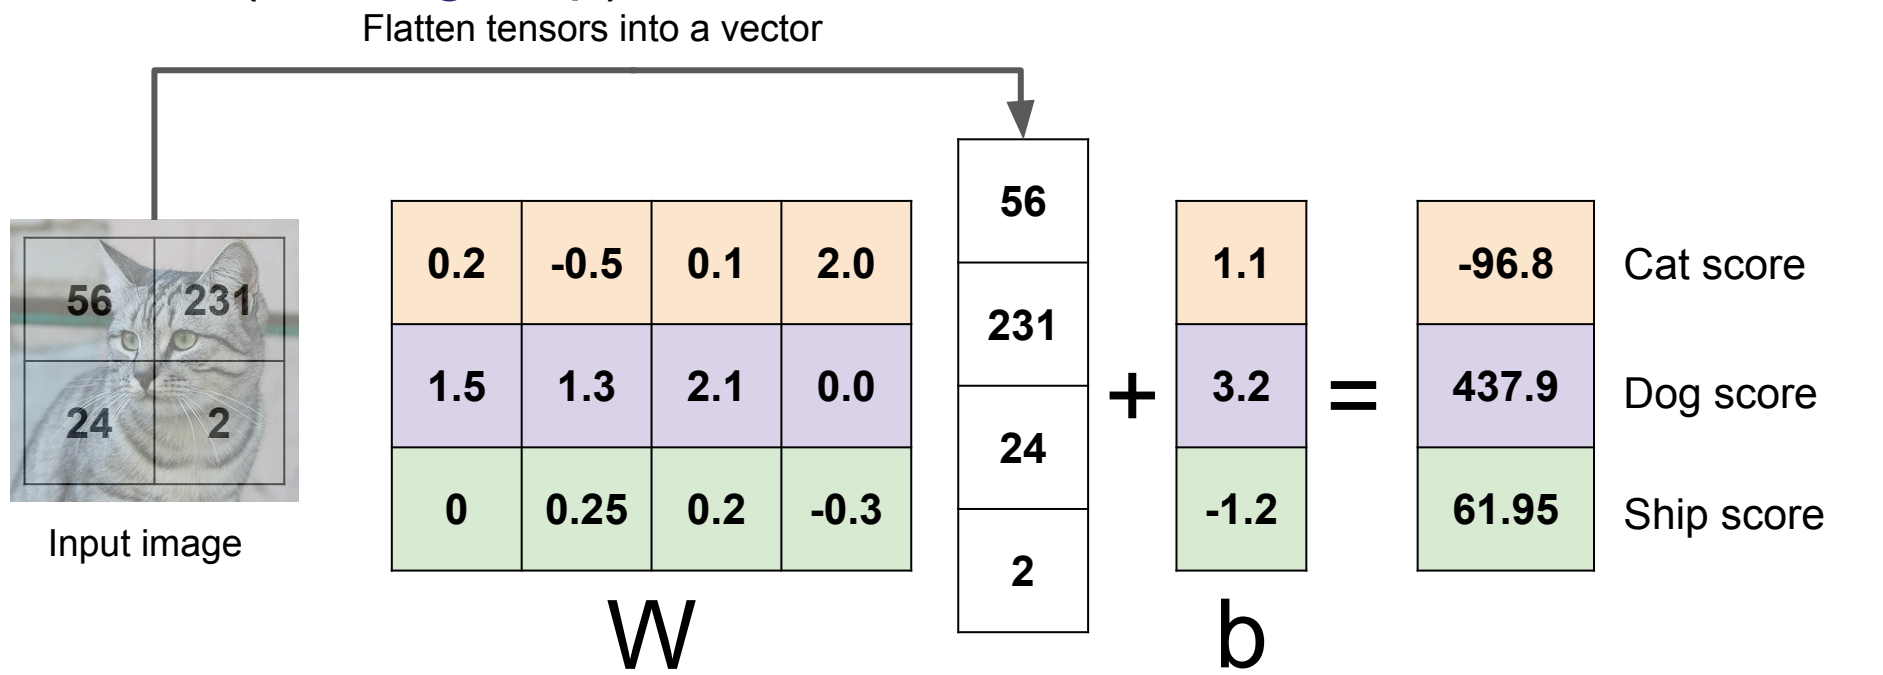 Flatten tensors into a vector
56 231
24 2
Input image
0.2 -0.5 0.1 2.0
1.5 1.3 2.1 0.0
0 0.25 0.2 -0.3
W
56
231
24
2
+
1.1
3.2
-1.2
b
=
-96.8 Cat score
437.9 Dog score
61.95 Ship score